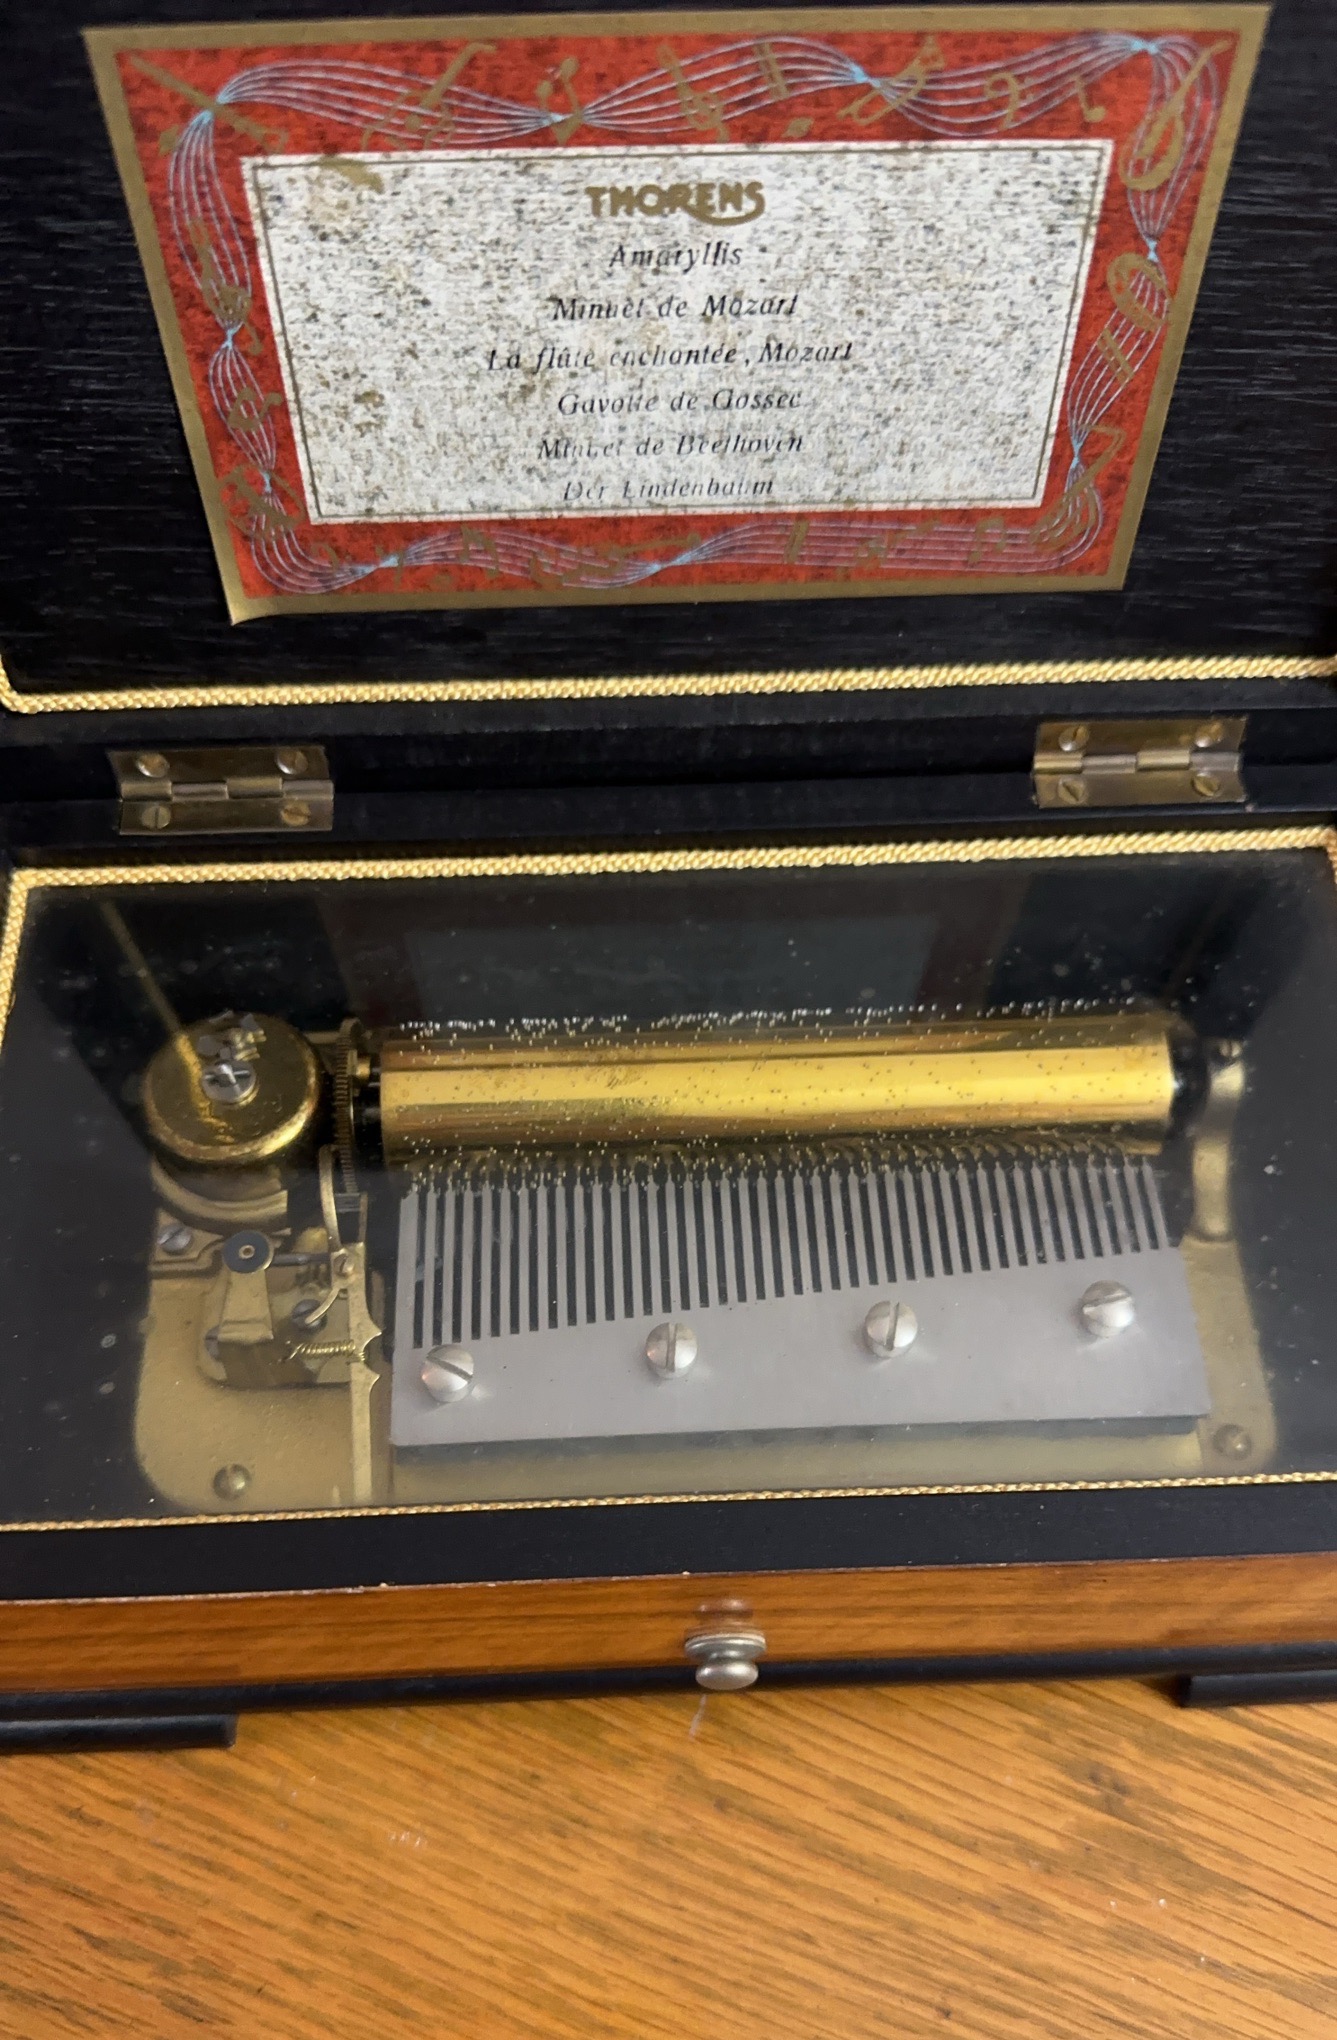 THORENS
Amaryllis
Minuet de Mozart
La flûte enchantée, Mozart
Gavotte de Gossec
Minuet de Beethoven
Der Lindenbaum